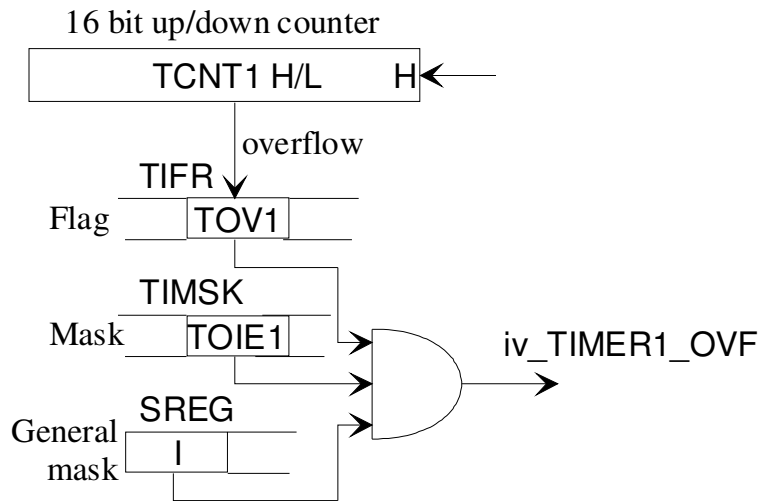 16 bit up/down counter
TCNT1 H/L H
overflow
TIFR
Flag TOV1
TIMSK
Mask TOIE1
iv_TIMER1_OVF
SREG
General
mask
I